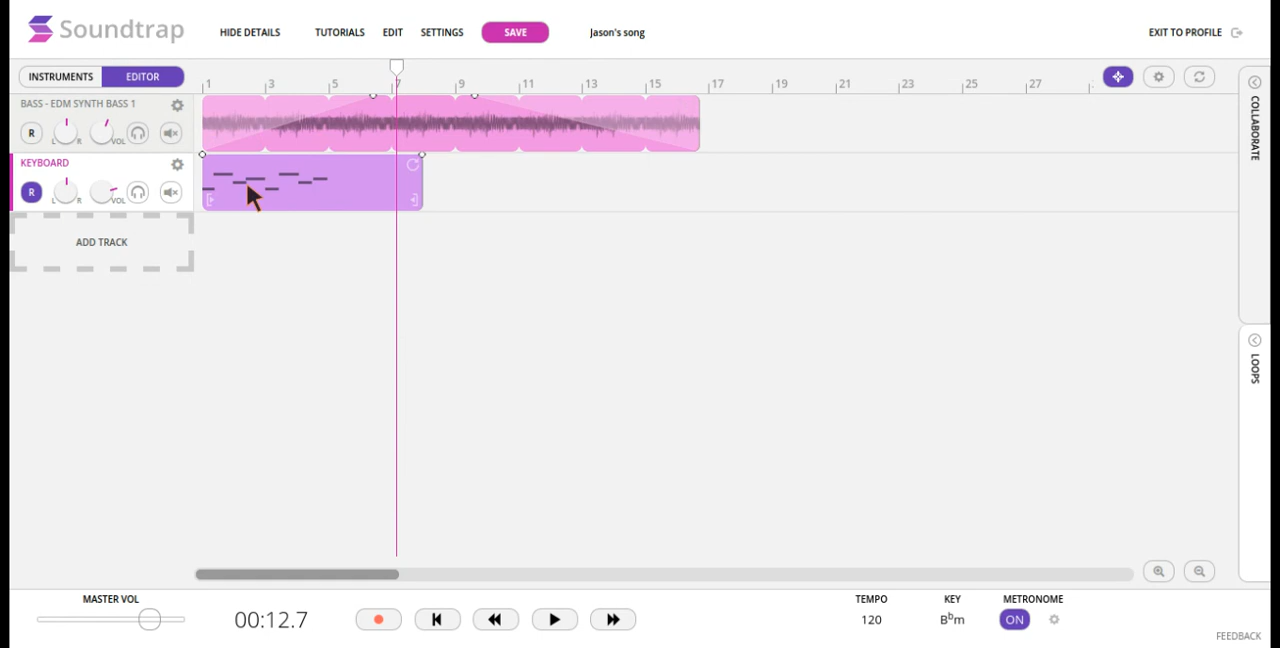 Soundtrap
HIDE DETAILS
TUTORIALS
EDIT
SETTINGS
SAVE
Jason's song
EXIT TO PROFILE
INSTRUMENTS
EDITOR
1
3
5
7
9
11
13
15
17
19
21
23
25
27
BASS - EDM SYNTH BASS 1
R
L
R
VOL
COLLABORATE
KEYBOARD
R
L
R
VOL
ADD TRACK
LOOPS
MASTER VOL
00:12.7
TEMPO
120
KEY
Bbm
METRONOME
ON
FEEDBACK